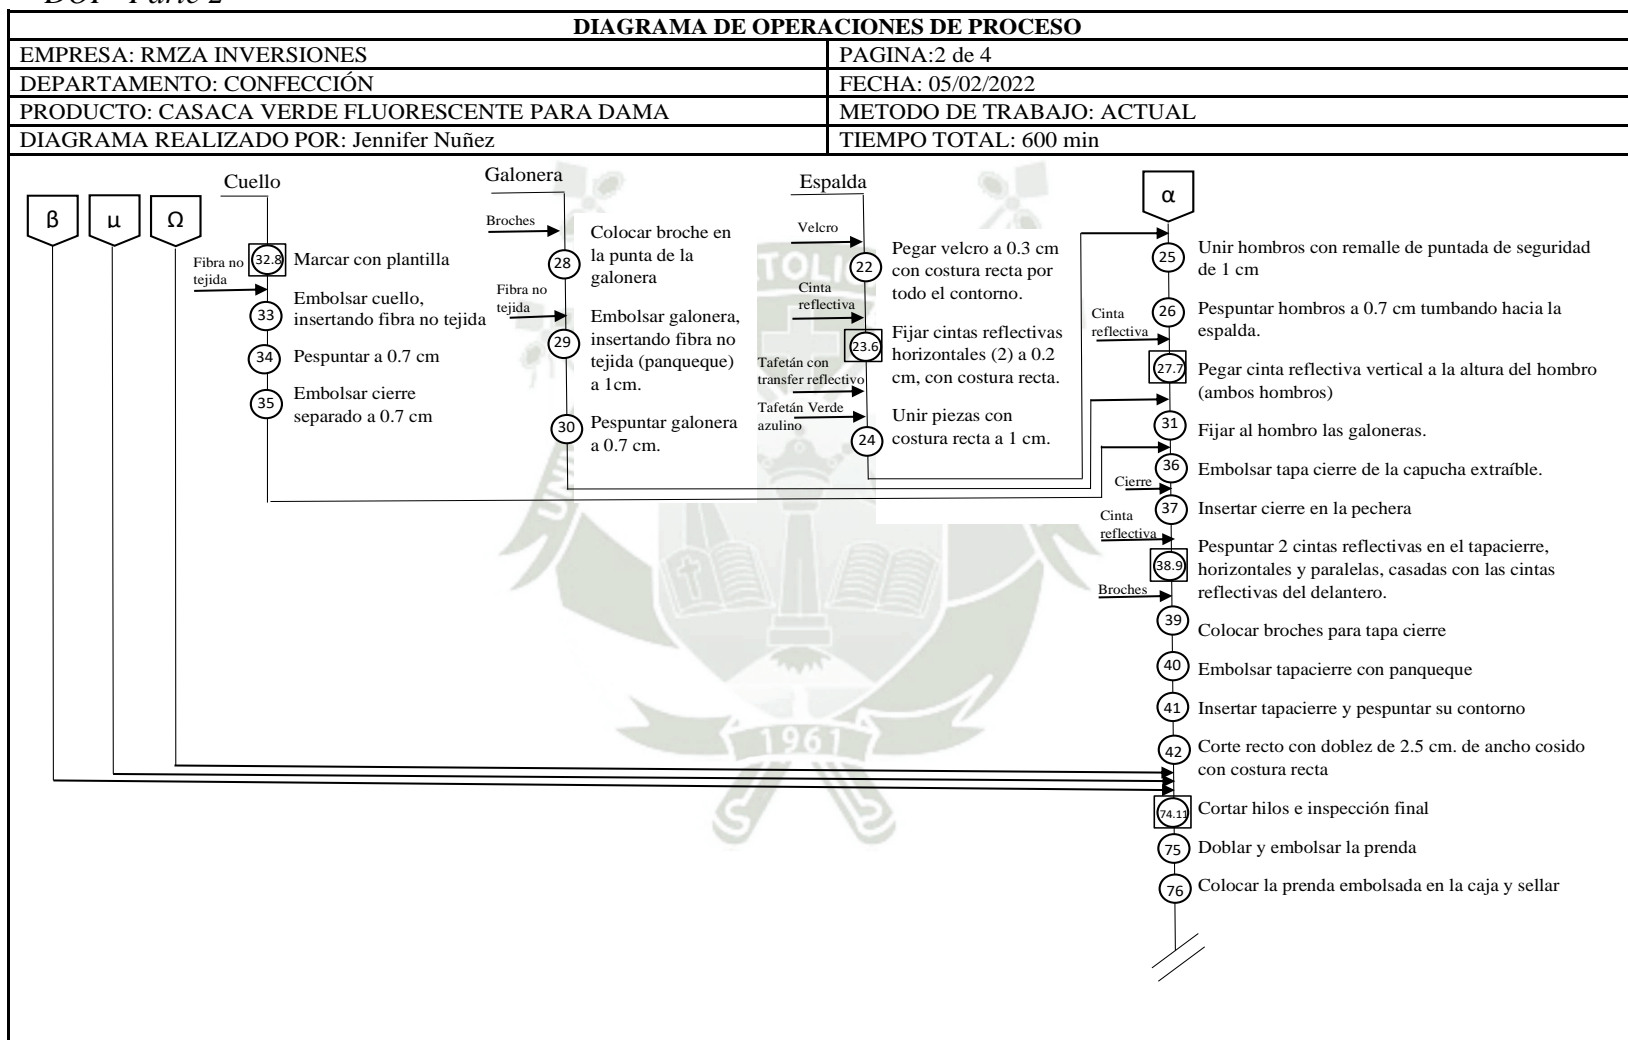 DOP - Parte 2
DIAGRAMA DE OPERACIONES DE PROCESO
EMPRESA: RMZA INVERSIONES
PAGINA:2 de 4
DEPARTAMENTO: CONFECCIÓN
FECHA: 05/02/2022
PRODUCTO: CASACA VERDE FLUORESCENTE PARA DAMA
METODO DE TRABAJO: ACTUAL
DIAGRAMA REALIZADO POR: Jennifer Nuñez
TIEMPO TOTAL: 600 min
β
µ
Ω
Cuello
Fibra no
tejida
32.8
Marcar con plantilla
33
Embolsar cuello,
insertando fibra no tejida
34
Pespuntar a 0.7 cm
35
Embolsar cierre
separado a 0.7 cm
Galonera
Broches
28
Colocar broche en
la punta de la
galonera
Fibra no
tejida
29
Embolsar galonera,
insertando fibra no
tejida (panqueque)
a 1cm.
30
Pespuntar galonera
a 0.7 cm.
Espalda
Velcro
22
Pegar velcro a 0.3 cm
con costura recta por
todo el contorno.
Cinta
reflectiva
23.6
Fijar cintas reflectivas
horizontales (2) a 0.2
cm, con costura recta.
Tafetán con
transfer reflectivo
Tafetán Verde
azulino
24
Unir piezas con
costura recta a 1 cm.
α
25
Unir hombros con remalle de puntada de seguridad
de 1 cm
26
Pespuntar hombros a 0.7 cm tumbando hacia la
espalda.
Cinta
reflectiva
27.7
Pegar cinta reflectiva vertical a la altura del hombro
(ambos hombros)
31
Fijar al hombro las galoneras.
36
Embolsar tapa cierre de la capucha extraíble.
Cierre
37
Insertar cierre en la pechera
Cinta
reflectiva
38.9
Pespuntar 2 cintas reflectivas en el tapacierre,
horizontales y paralelas, casadas con las cintas
reflectivas del delantero.
Broches
39
Colocar broches para tapa cierre
40
Embolsar tapacierre con panqueque
41
Insertar tapacierre y pespuntar su contorno
42
Corte recto con doblez de 2.5 cm. de ancho cosido
con costura recta
74.11
Cortar hilos e inspección final
75
Doblar y embolsar la prenda
76
Colocar la prenda embolsada en la caja y sellar
1961